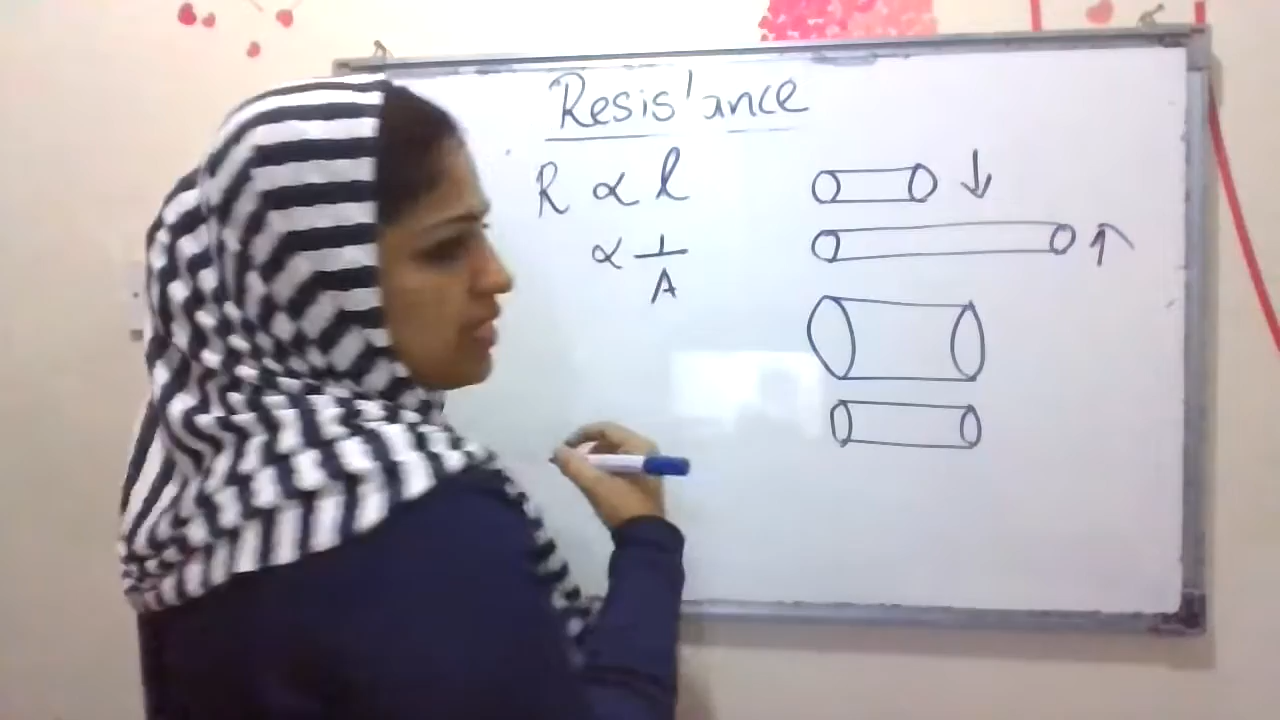 Resistance
R ∝ l
∝ 1/A